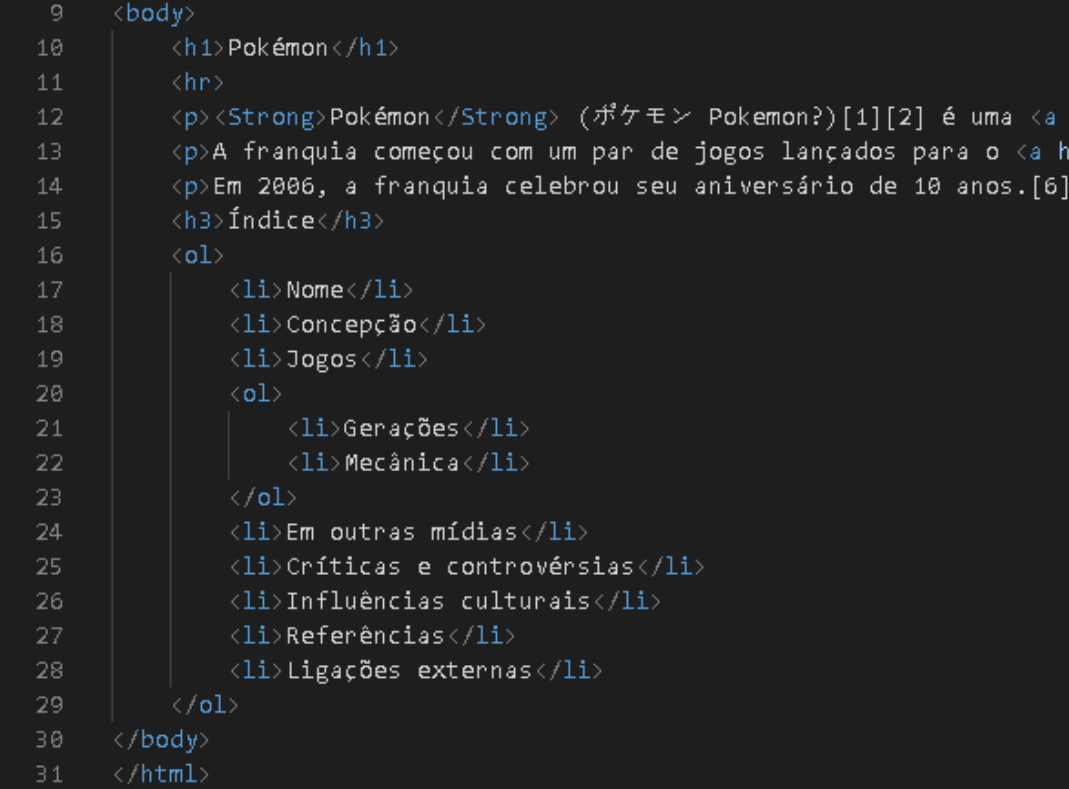 9 <body>
10 <h1>Pokémon</h1>
11 <hr>
12 <p><Strong>Pokémon</Strong> (ポケモン Pokemon?)[1][2] é uma <a
13 <p>A franquia começou com um par de jogos lançados para o <a h
14 <p>Em 2006, a franquia celebrou seu aniversário de 10 anos.[6]
15 <h3>Índice</h3>
16 <ol>
17 <li>Nome</li>
18 <li>Concepção</li>
19 <li>Jogos</li>
20 <ol>
21 <li>Gerações</li>
22 <li>Mecânica</li>
23 </ol>
24 <li>Em outras mídias</li>
25 <li>Críticas e controvérsias</li>
26 <li>Influências culturais</li>
27 <li>Referências</li>
28 <li>Ligações externas</li>
29 </ol>
30 </body>
31 </html>